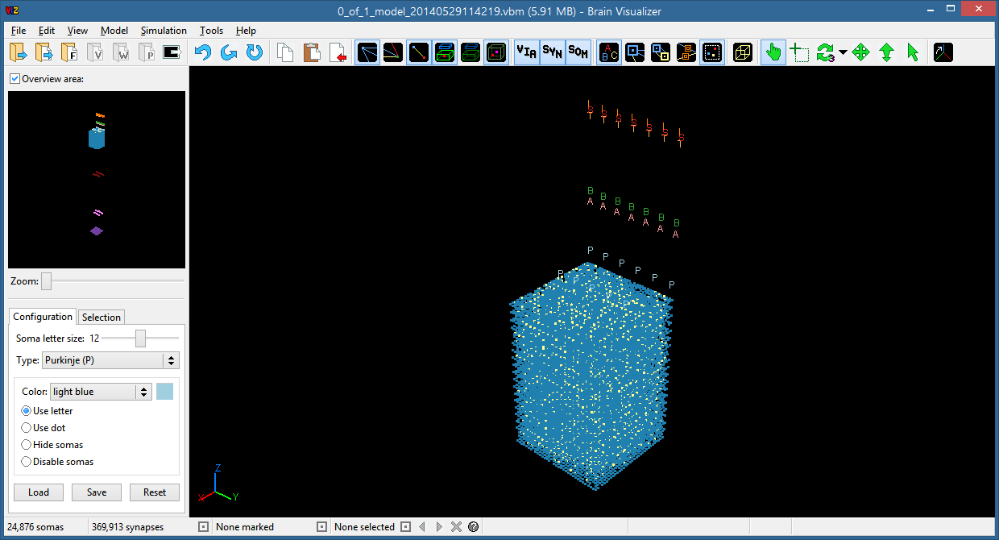 VIZ
0_of_1_model_20140529114219.vbm (5.91 MB) - Brain Visualizer
File Edit View Model Simulation Tools Help
F V W P VIA SYN SOM A B C 3
Overview area:
Zoom:
Configuration Selection
Soma letter size: 12
Type: Purkinje (P)
Color: light blue
Use letter
Use dot
Hide somas
Disable somas
Load Save Reset
L L L L L L L
S S S S S S S
T T T T T T T
B B B B B B B
A A A A A A A
P P P P P P
P P P P
Z
X Y
24,876 somas 369,913 synapses None marked None selected ?